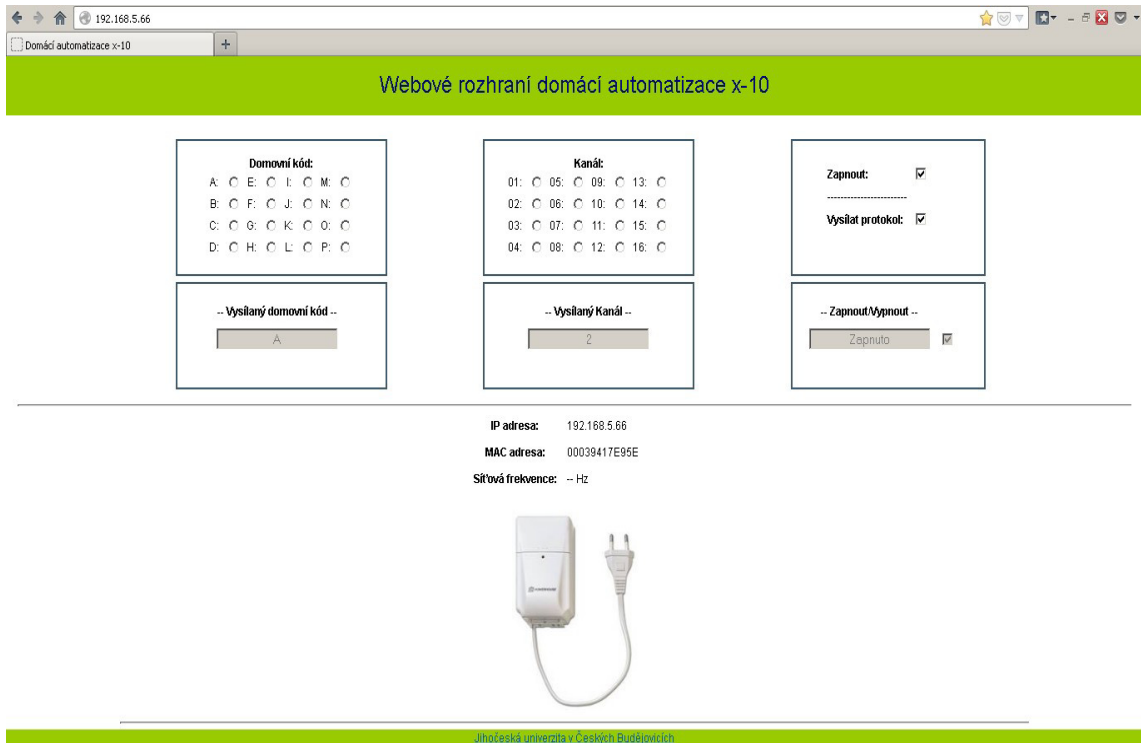 192.168.5.66
Domácí automatizace x-10
Webové rozhraní domácí automatizace x-10
Domovní kód:
A: E: I: M:
B: F: J: N:
C: G: K: O:
D: H: L: P:
Kanál:
01: 05: 09: 13:
02: 06: 10: 14:
03: 07: 11: 15:
04: 08: 12: 16:
Zapnout:
-----------------------
Vysílat protokol:
-- Vysílaný domovní kód --
A
-- Vysílaný Kanál --
2
-- Zapnout/Vypnout --
Zapnuto
IP adresa: 192.168.5.66
MAC adresa: 00039417E95E
Síťová frekvence: -- Hz
Jihočeská univerzita v Českých Budějovicích